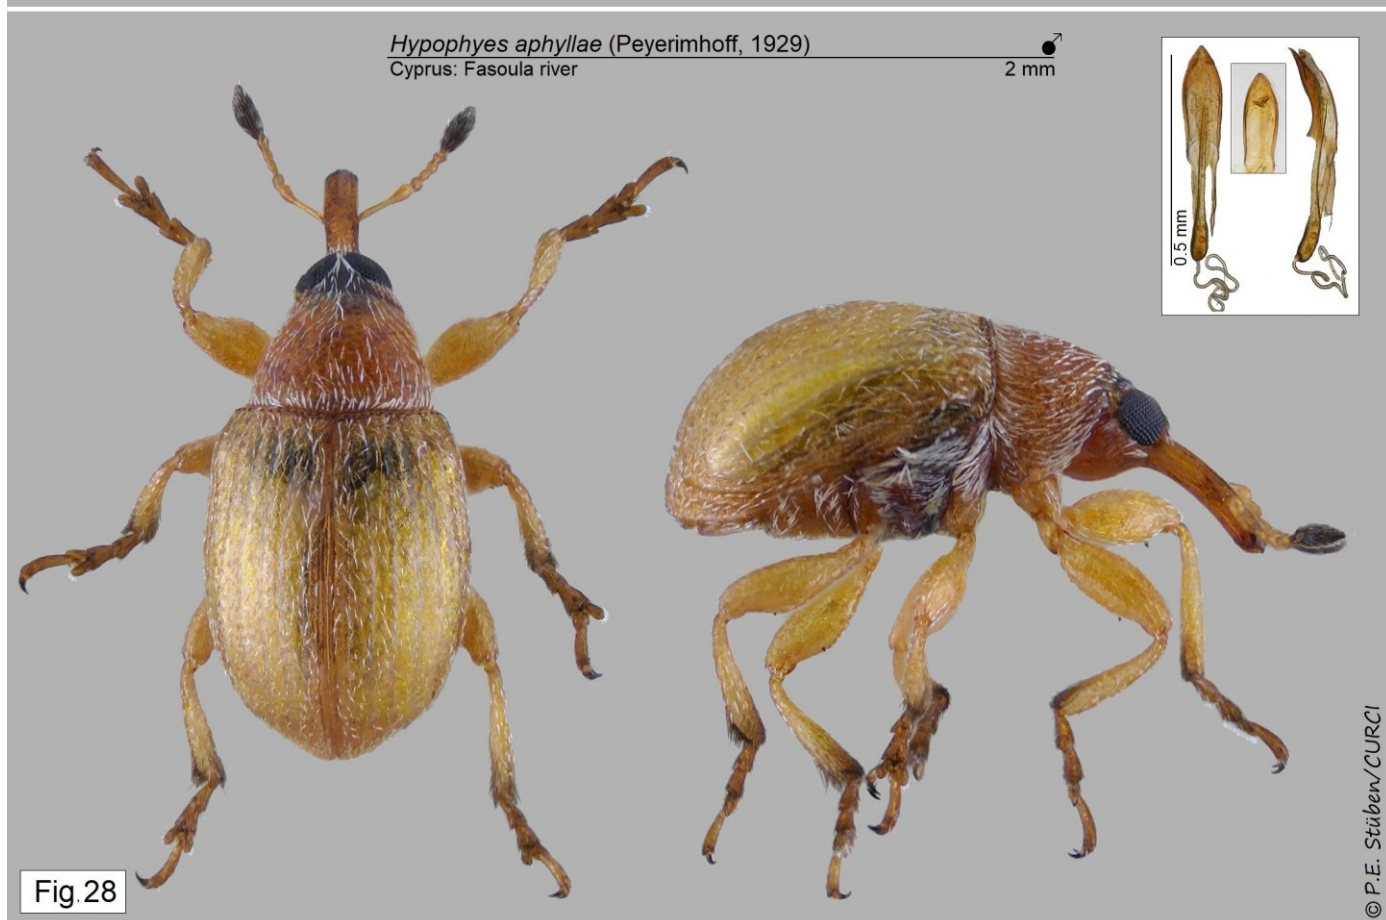 Hypophyes aphyllae (Peyerimhoff, 1929) ♂
Cyprus: Fasoula river 2 mm
0.5 mm
Fig.28
© P.E. Stüben/CURCI